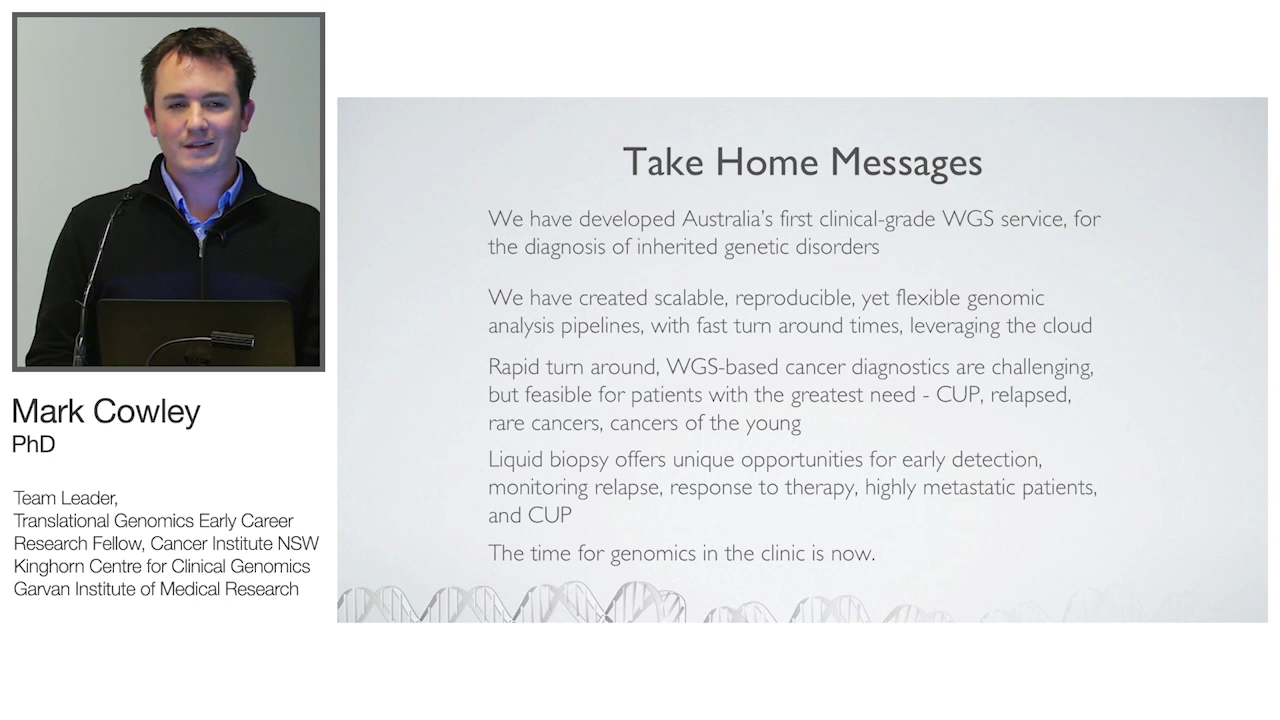 Mark Cowley
PhD
Team Leader,
Translational Genomics Early Career
Research Fellow, Cancer Institute NSW
Kinghorn Centre for Clinical Genomics
Garvan Institute of Medical Research
Take Home Messages
We have developed Australia's first clinical-grade WGS service, for
the diagnosis of inherited genetic disorders
We have created scalable, reproducible, yet flexible genomic
analysis pipelines, with fast turn around times, leveraging the cloud
Rapid turn around, WGS-based cancer diagnostics are challenging,
but feasible for patients with the greatest need - CUP, relapsed,
rare cancers, cancers of the young
Liquid biopsy offers unique opportunities for early detection,
monitoring relapse, response to therapy, highly metastatic patients,
and CUP
The time for genomics in the clinic is now.